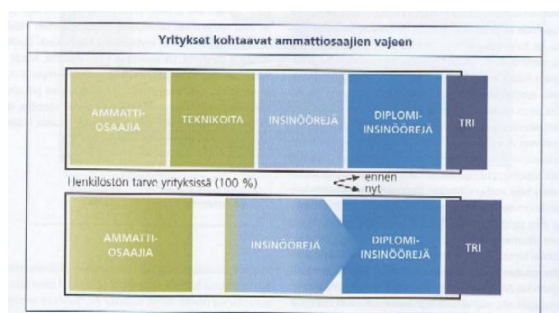 Yritykset kohtaavat ammattiosaajien vajeen
AMMATTI-
OSAAJIA
TEKNIKOITA
INSINÖÖREJÄ
DIPLOMI-
INSINÖÖREJÄ
TRI
Henkilöstön tarve yrityksissä (100 %)
ennen
nyt
AMMATTI-
OSAAJIA
INSINÖÖREJÄ
DIPLOMI-
INSINÖÖREJÄ
TRI